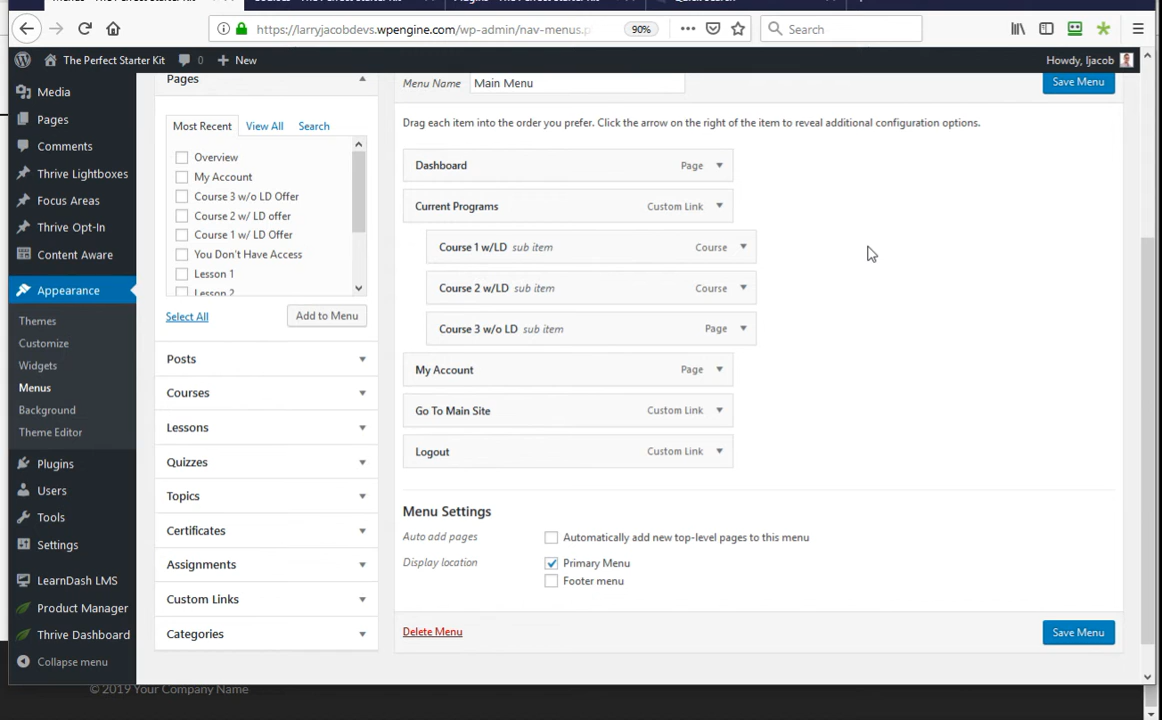 https://larryjacobdevs.wpengine.com/wp-admin/nav-menus.p
90%
Search
The Perfect Starter Kit
0
New
Howdy, ljacob
Media
Pages
Comments
Thrive Lightboxes
Focus Areas
Thrive Opt-In
Content Aware
Appearance
Themes
Customize
Widgets
Menus
Background
Theme Editor
Plugins
Users
Tools
Settings
LearnDash LMS
Product Manager
Thrive Dashboard
Collapse menu
Pages
Most Recent
View All
Search
Overview
My Account
Course 3 w/o LD Offer
Course 2 w/ LD offer
Course 1 w/ LD Offer
You Don't Have Access
Lesson 1
Lesson 2
Select All
Add to Menu
Posts
Courses
Lessons
Quizzes
Topics
Certificates
Assignments
Custom Links
Categories
Menu Name
Main Menu
Save Menu
Drag each item into the order you prefer. Click the arrow on the right of the item to reveal additional configuration options.
Dashboard Page
Current Programs Custom Link
Course 1 w/LD sub item Course
Course 2 w/LD sub item Course
Course 3 w/o LD sub item Page
My Account Page
Go To Main Site Custom Link
Logout Custom Link
Menu Settings
Auto add pages
Automatically add new top-level pages to this menu
Display location
Primary Menu
Footer menu
Delete Menu
Save Menu
© 2019 Your Company Name